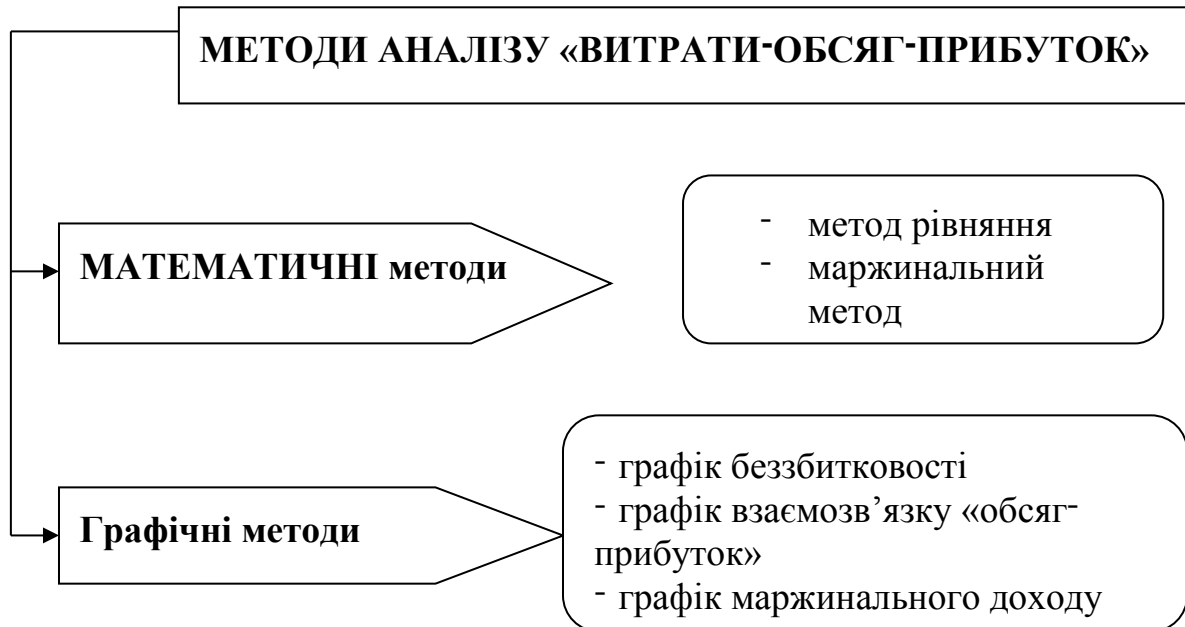 МЕТОДИ АНАЛІЗУ «ВИТРАТИ-ОБСЯГ-ПРИБУТОК»
МАТЕМАТИЧНІ методи
- метод рівняння
- маржинальний
метод
Графічні методи
- графік беззбитковості
- графік взаємозв’язку «обсяг-
прибуток»
- графік маржинального доходу